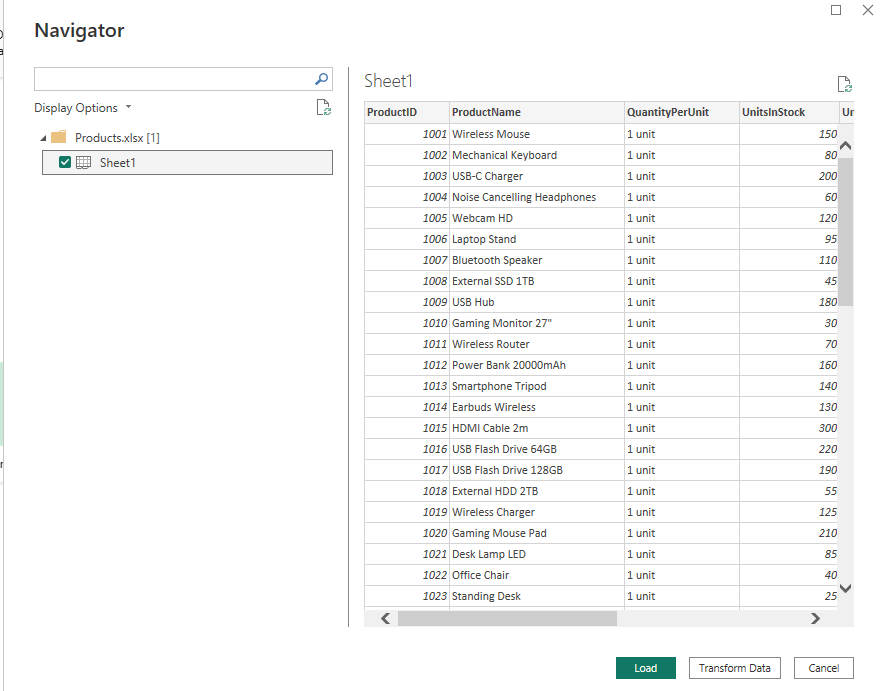 Navigator
Display Options
Products.xlsx [1]
Sheet1
Sheet1
ProductID ProductName QuantityPerUnit UnitsInStock Un
1001 Wireless Mouse 1 unit 150
1002 Mechanical Keyboard 1 unit 80
1003 USB-C Charger 1 unit 200
1004 Noise Cancelling Headphones 1 unit 60
1005 Webcam HD 1 unit 120
1006 Laptop Stand 1 unit 95
1007 Bluetooth Speaker 1 unit 110
1008 External SSD 1TB 1 unit 45
1009 USB Hub 1 unit 180
1010 Gaming Monitor 27" 1 unit 30
1011 Wireless Router 1 unit 70
1012 Power Bank 20000mAh 1 unit 160
1013 Smartphone Tripod 1 unit 140
1014 Earbuds Wireless 1 unit 130
1015 HDMI Cable 2m 1 unit 300
1016 USB Flash Drive 64GB 1 unit 220
1017 USB Flash Drive 128GB 1 unit 190
1018 External HDD 2TB 1 unit 55
1019 Wireless Charger 1 unit 125
1020 Gaming Mouse Pad 1 unit 210
1021 Desk Lamp LED 1 unit 85
1022 Office Chair 1 unit 40
1023 Standing Desk 1 unit 25
Load Transform Data Cancel